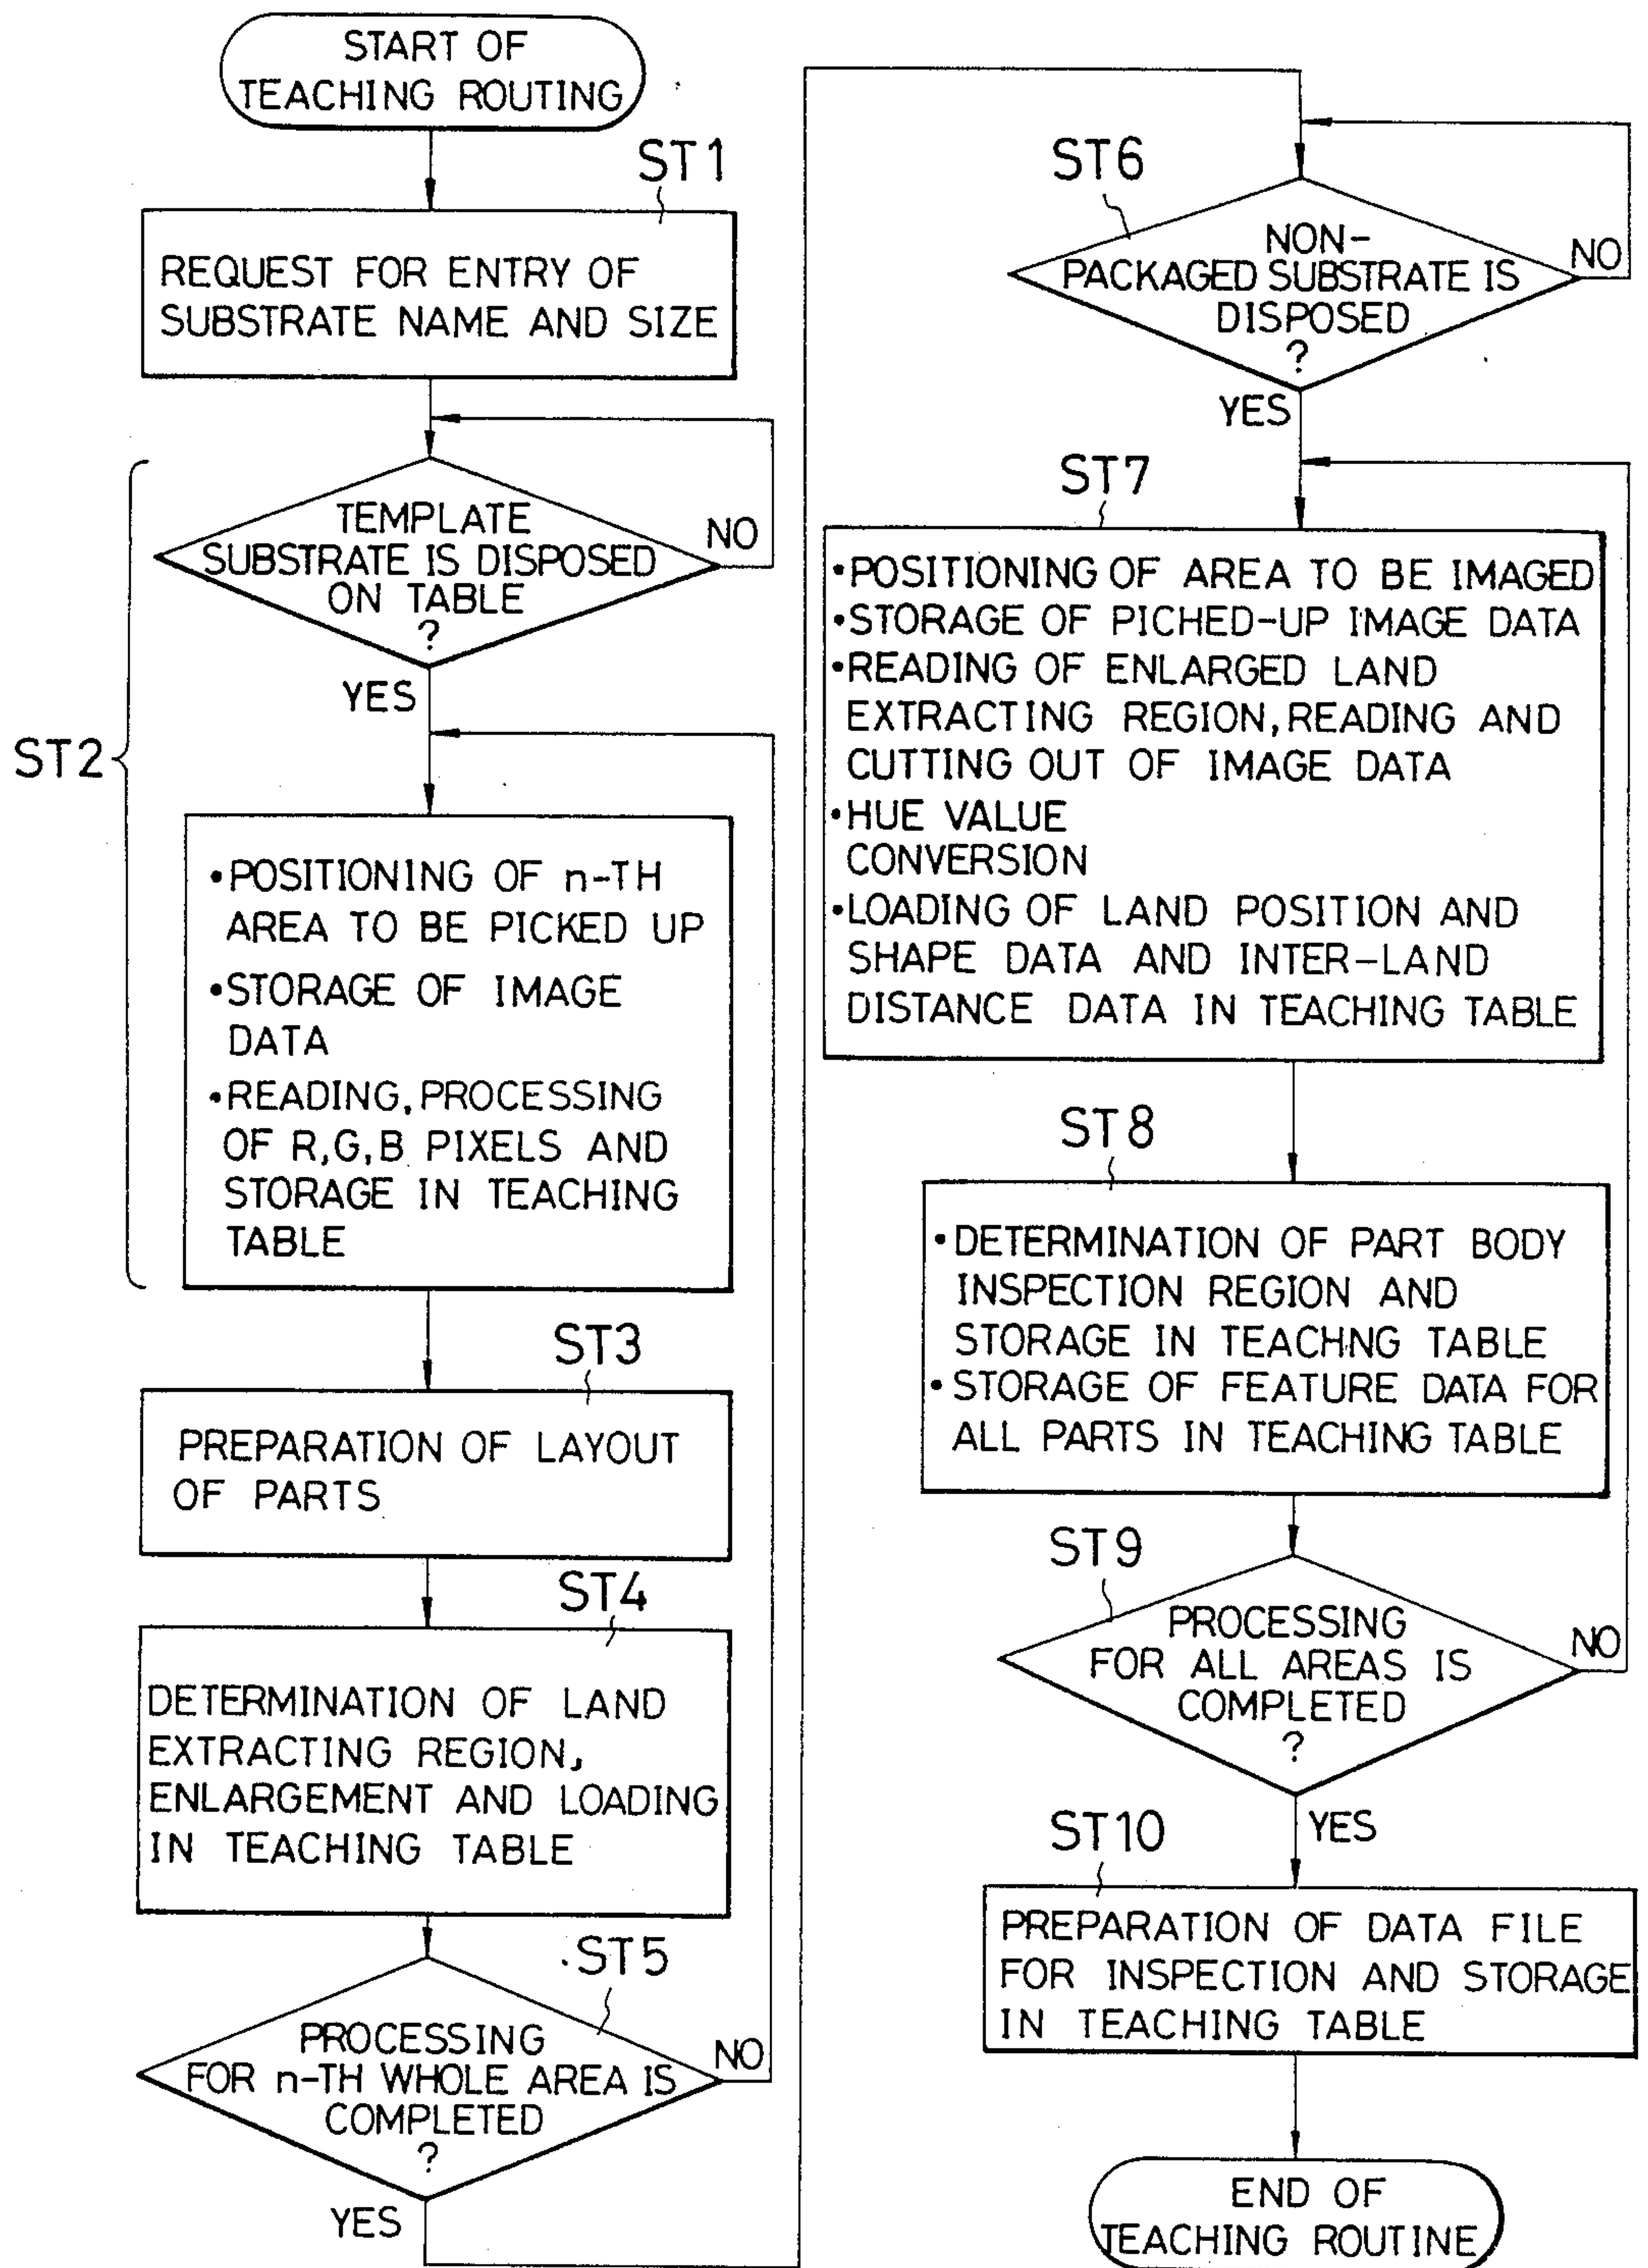 START OF
TEACHING ROUTING
ST1
REQUEST FOR ENTRY OF
SUBSTRATE NAME AND SIZE
ST2
TEMPLATE
SUBSTRATE IS DISPOSED
ON TABLE
?
NO
YES
•POSITIONING OF n-TH
AREA TO BE PICKED UP
•STORAGE OF IMAGE
DATA
•READING, PROCESSING
OF R,G,B PIXELS AND
STORAGE IN TEACHING
TABLE
ST3
PREPARATION OF LAYOUT
OF PARTS
ST4
DETERMINATION OF LAND
EXTRACTING REGION,
ENLARGEMENT AND LOADING
IN TEACHING TABLE
ST5
PROCESSING
FOR n-TH WHOLE AREA IS
COMPLETED
?
NO
YES
ST6
NON-
PACKAGED SUBSTRATE IS
DISPOSED
?
NO
YES
ST7
•POSITIONING OF AREA TO BE IMAGED
•STORAGE OF PICHED-UP IMAGE DATA
•READING OF ENLARGED LAND
EXTRACTING REGION, READING AND
CUTTING OUT OF IMAGE DATA
•HUE VALUE
CONVERSION
•LOADING OF LAND POSITION AND
SHAPE DATA AND INTER-LAND
DISTANCE DATA IN TEACHING TABLE
ST8
•DETERMINATION OF PART BODY
INSPECTION REGION AND
STORAGE IN TEACHNG TABLE
•STORAGE OF FEATURE DATA FOR
ALL PARTS IN TEACHING TABLE
ST9
PROCESSING
FOR ALL AREAS IS
COMPLETED
?
NO
YES
ST10
PREPARATION OF DATA FILE
FOR INSPECTION AND STORAGE
IN TEACHING TABLE
END OF
TEACHING ROUTINE